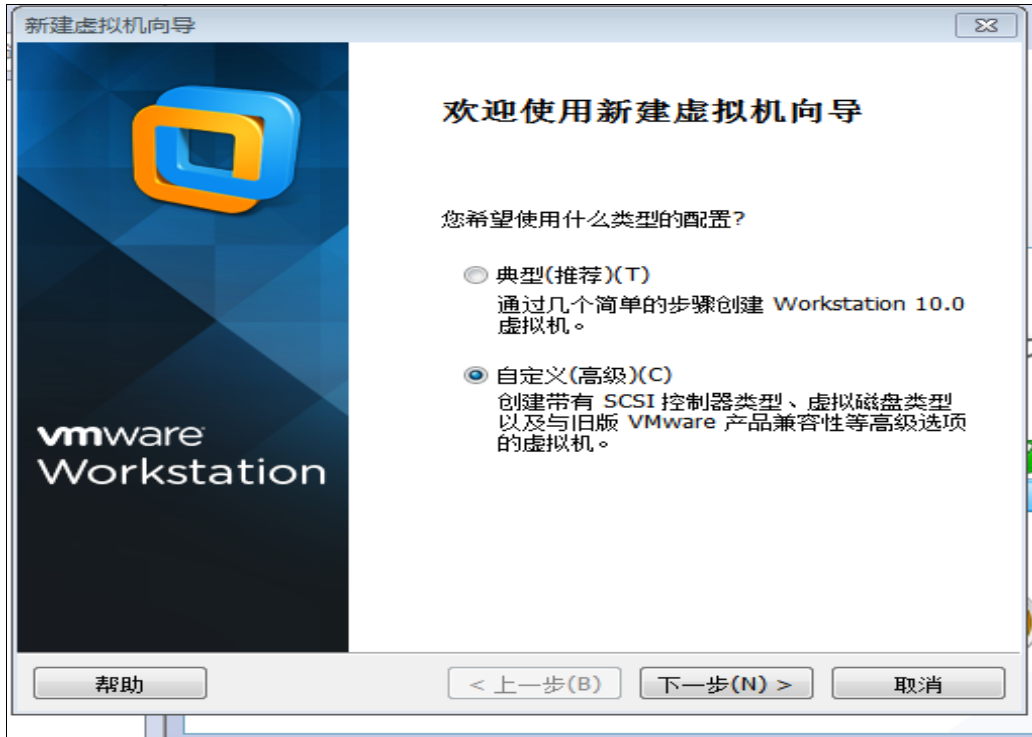 新建虚拟机向导
欢迎使用新建虚拟机向导
您希望使用什么类型的配置?
典型(推荐)(T)
通过几个简单的步骤创建 Workstation 10.0
虚拟机。
自定义(高级)(C)
创建带有 SCSI 控制器类型、虚拟磁盘类型
以及与旧版 VMware 产品兼容性等高级选项
的虚拟机。
vmware
Workstation
帮助
< 上一步(B)
下一步(N) >
取消